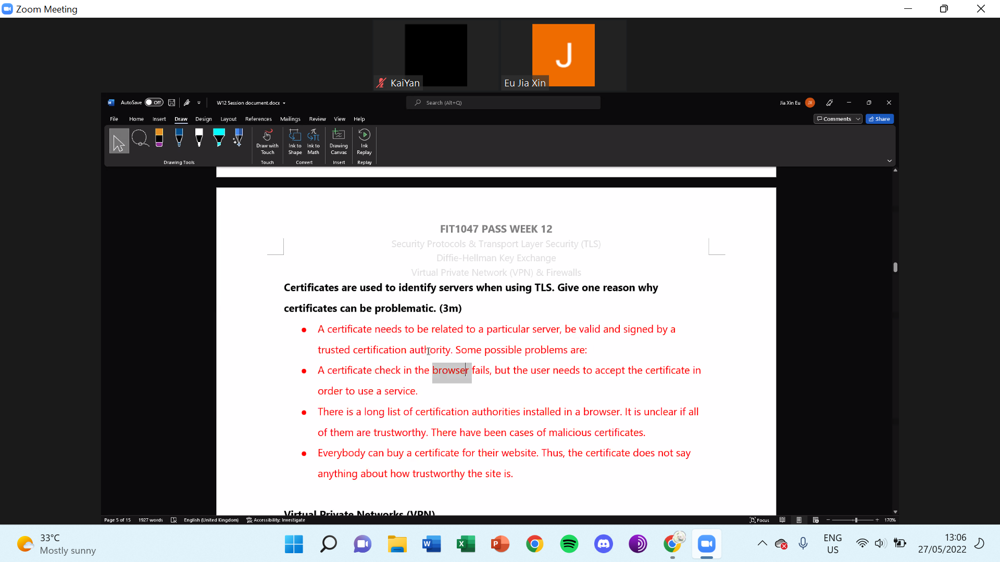 Zoom Meeting
J
KaiYan
Eu Jia Xin
AutoSave Off
W12 Session document.docx
Search (Alt+Q)
Jia Xin Eu JX
File Home Insert Draw Design Layout References Mailings Review View Help
Comments Share
Draw with Touch
Ink to Shape
Ink to Math
Drawing Canvas
Ink Replay
Drawing Tools Touch Convert Insert Replay
FIT1047 PASS WEEK 12
Security Protocols & Transport Layer Security (TLS)
Diffie-Hellman Key Exchange
Virtual Private Network (VPN) & Firewalls
Certificates are used to identify servers when using TLS. Give one reason why
certificates can be problematic. (3m)
● A certificate needs to be related to a particular server, be valid and signed by a
trusted certification authority. Some possible problems are:
● A certificate check in the browser fails, but the user needs to accept the certificate in
order to use a service.
● There is a long list of certification authorities installed in a browser. It is unclear if all
of them are trustworthy. There have been cases of malicious certificates.
● Everybody can buy a certificate for their website. Thus, the certificate does not say
anything about how trustworthy the site is.
Virtual Private Networks (VPN)
Page 5 of 15 1927 words English (United Kingdom) Accessibility: Investigate Focus 170%
33°C
Mostly sunny
ENG
US
13:06
27/05/2022